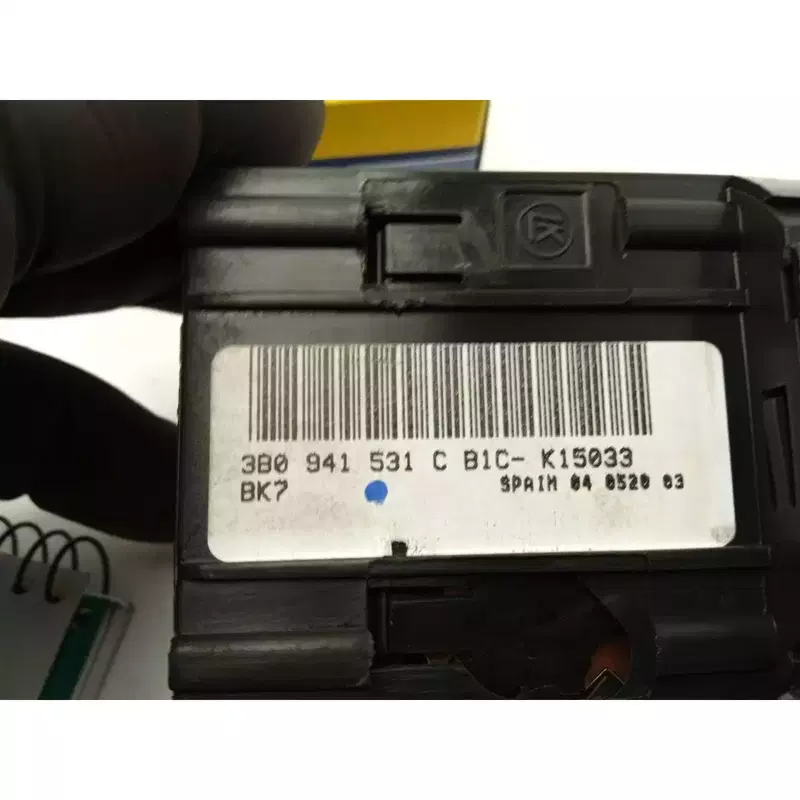 3B0 941 531 C B1C- K15033
BK7 SPAIN 04 0520 03